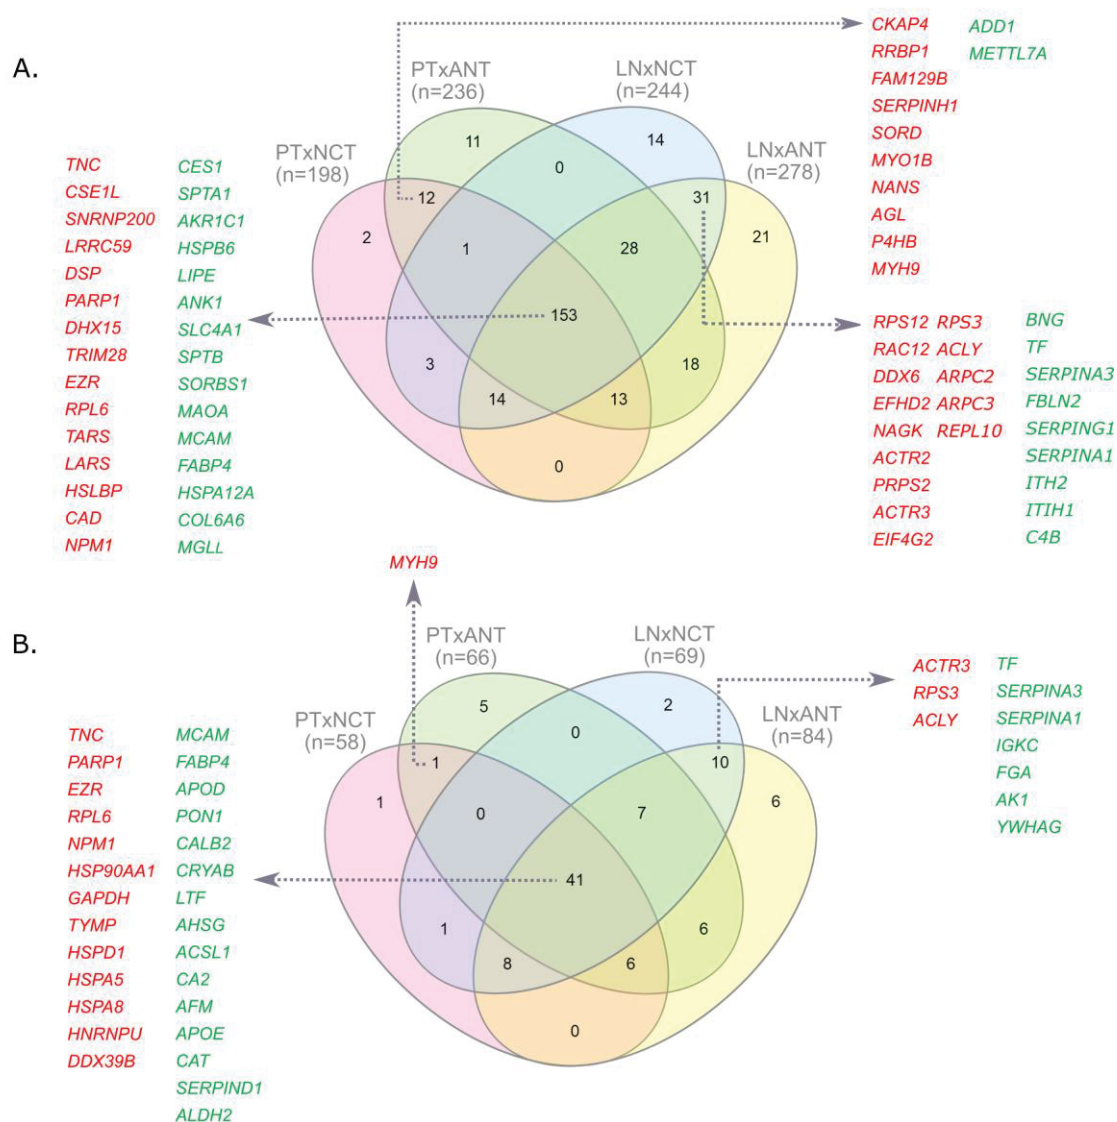 CKAP4 ADD1
RRBP1 METTL7A
FAM129B
SERPINH1
SORD
MYO1B
NANS
AGL
P4HB
MYH9
A.
PTxANT
(n=236)
LNxNCT
(n=244)
PTxNCT
(n=198)
LNxANT
(n=278)
11
0
14
12
31
2
1
28
21
153
3
18
14
13
0
TNC CES1
CSE1L SPTA1
SNRNP200 AKR1C1
LRRC59 HSPB6
DSP LIPE
PARP1 ANK1
DHX15 SLC4A1
TRIM28 SPTB
EZR SORBS1
RPL6 MAOA
TARS MCAM
LARS FABP4
HSLBP HSPA12A
CAD COL6A6
NPM1 MGLL
RPS12 RPS3 BNG
RAC12 ACLY TF
DDX6 ARPC2 SERPINA3
EFHD2 ARPC3 FBLN2
NAGK REPL10 SERPING1
ACTR2 SERPINA1
PRPS2 ITH2
ACTR3 ITIH1
EIF4G2 C4B
MYH9
B.
PTxANT
(n=66)
LNxNCT
(n=69)
PTxNCT
(n=58)
LNxANT
(n=84)
5
0
2
1
10
1
0
7
6
41
1
6
8
6
0
TNC MCAM
PARP1 FABP4
EZR APOD
RPL6 PON1
NPM1 CALB2
HSP90AA1 CRYAB
GAPDH LTF
TYMP AHSG
HSPD1 ACSL1
HSPA5 CA2
HSPA8 AFM
HNRNPU APOE
DDX39B CAT
SERPIND1
ALDH2
ACTR3 TF
RPS3 SERPINA3
ACLY SERPINA1
IGKC
FGA
AK1
YWHAG